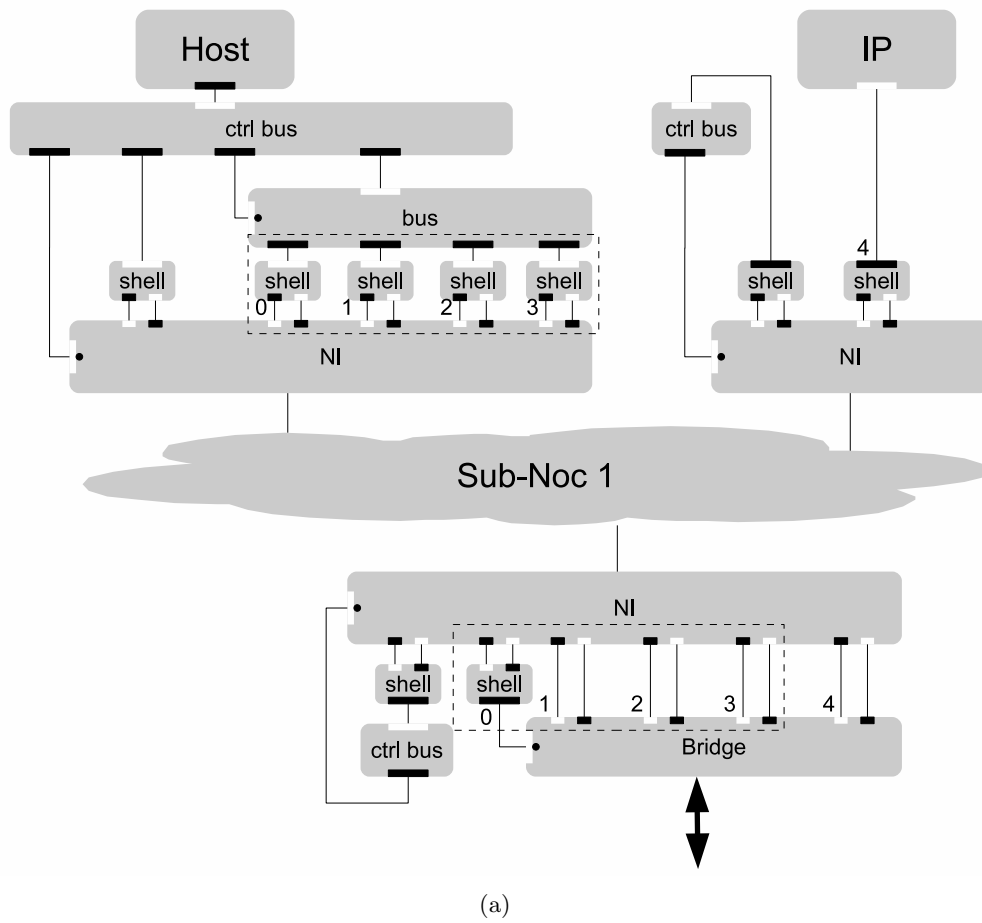 Host
IP
ctrl bus
ctrl bus
bus
shell
shell
shell
shell
shell
shell
4
shell
0
1
2
3
NI
NI
Sub-Noc 1
NI
shell
shell
0
1
2
3
4
ctrl bus
Bridge
(a)